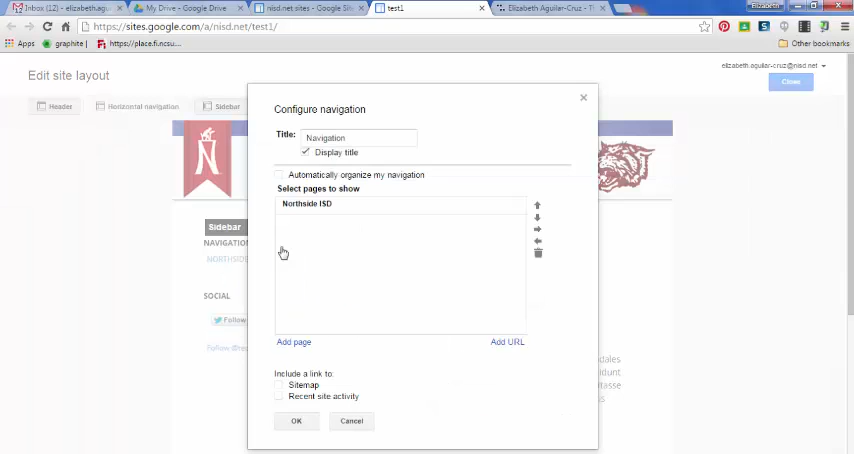 Inbox (12) - elizabeth.agu
My Drive - Google Drive
nisd.net sites - Google Sit
test1
Elizabeth Aguilar-Cruz - Th
Elizabeth
https://sites.google.com/a/nisd.net/test1/
Apps
graphite |
https://place.fi.ncsu...
Other bookmarks
Edit site layout
elizabeth.aguilar-cruz@nisd.net
Close
Header
Horizontal navigation
Sidebar
Configure navigation
Title:
Navigation
Display title
Automatically organize my navigation
Select pages to show
Northside ISD
N
Sidebar
NAVIGATION
NORTHSIDE
SOCIAL
Follow
Add page
Add URL
Include a link to:
Sitemap
Recent site activity
OK
Cancel